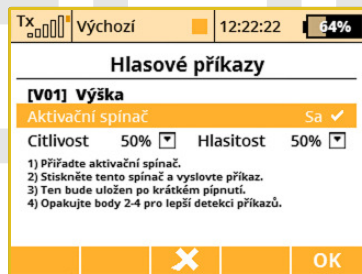 Tx Výchozí 12:22:22 64%
Hlasové příkazy
[V01] Výška
Aktivační spínač Sa
Citlivost 50% Hlasitost 50%
1) Přiřaďte aktivační spínač.
2) Stiskněte tento spínač a vyslovte příkaz.
3) Ten bude uložen po krátkém pípnutí.
4) Opakujte body 2-4 pro lepší detekci příkazů.
OK